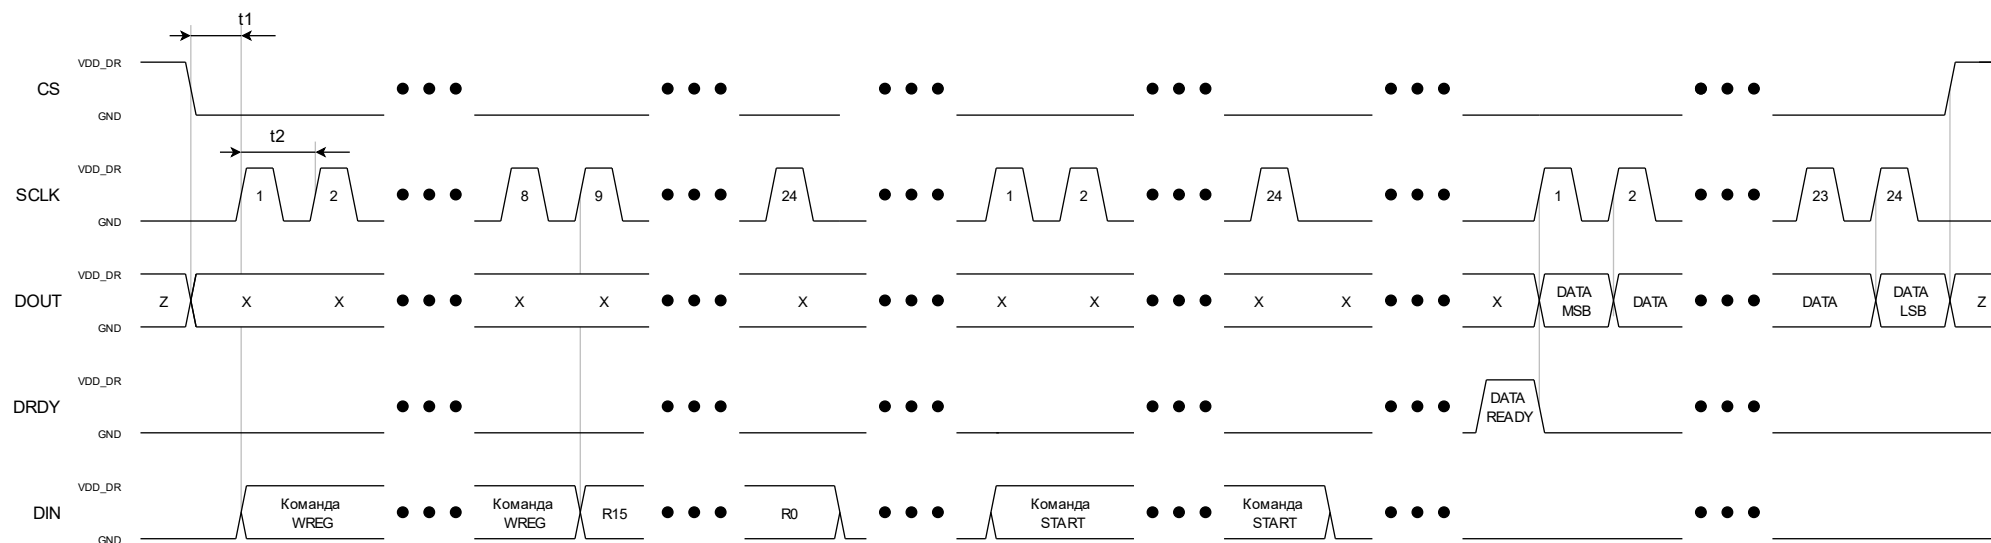 t1
VDD_DR
CS
GND
t2
VDD_DR
SCLK 1 2 8 9 24 1 2 24 1 2 23 24
GND
VDD_DR
DOUT Z X X X X X X X X X X DATA MSB DATA DATA DATA LSB Z
GND
VDD_DR
DRDY DATA READY
GND
VDD_DR
DIN Команда WREG Команда WREG R15 R0 Команда START Команда START
GND